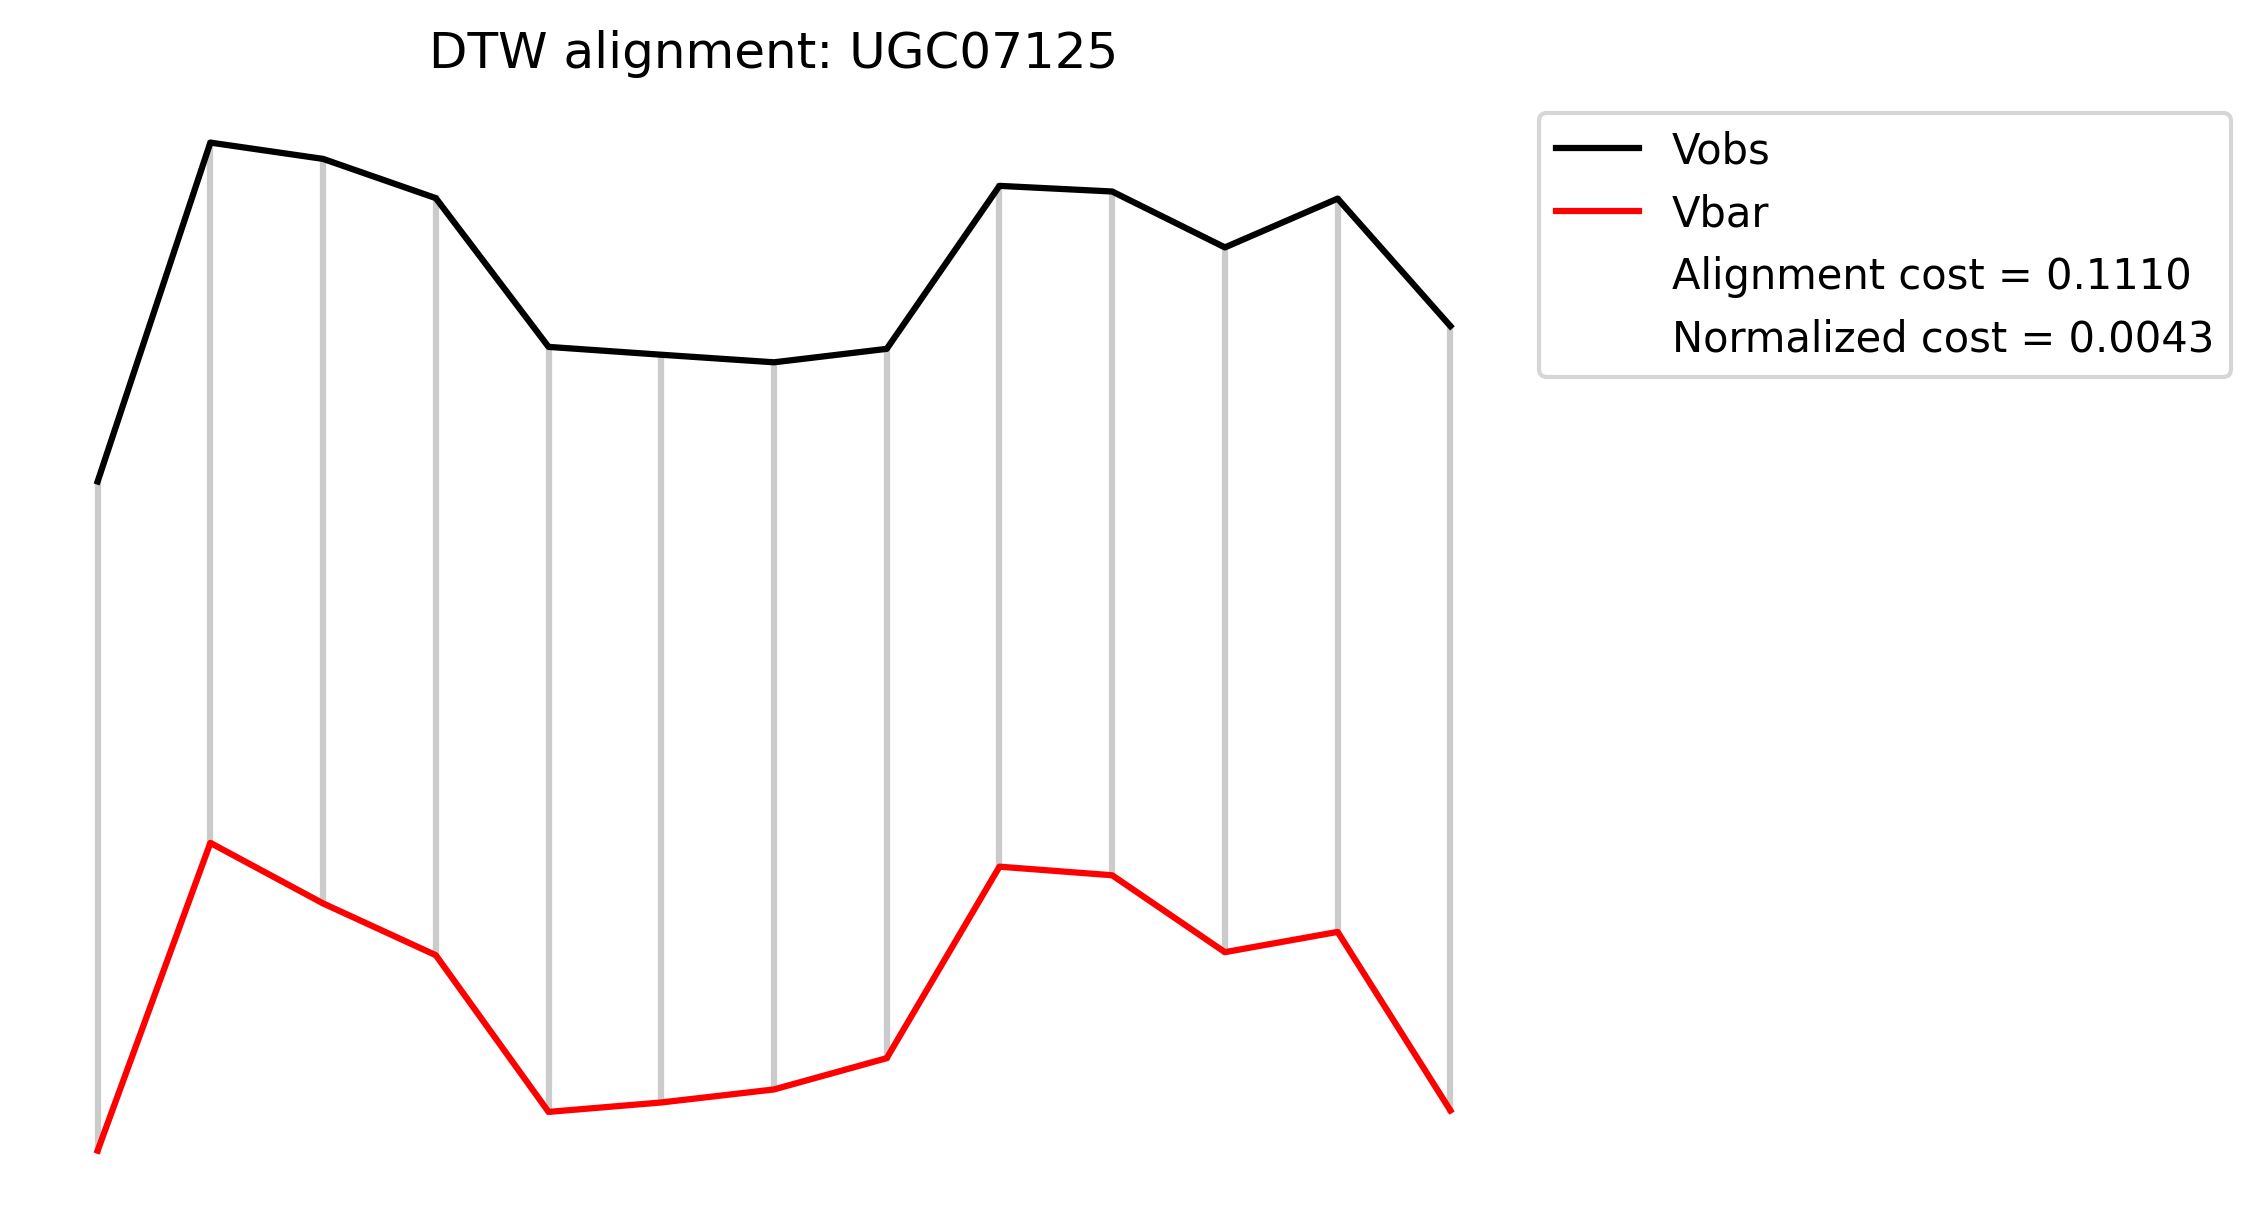 DTW alignment: UGC07125
Vobs
Vbar
Alignment cost = 0.1110
Normalized cost = 0.0043